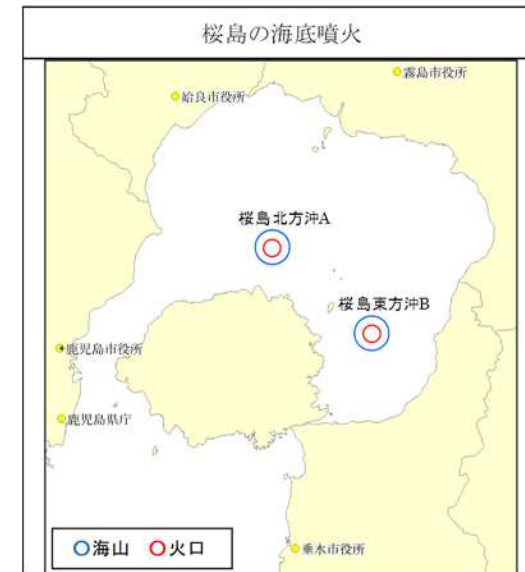 桜島の海底噴火
霧島市役所
姶良市役所
桜島北方沖A
桜島東方沖B
鹿児島市役所
鹿児島県庁
海山 火口
垂水市役所